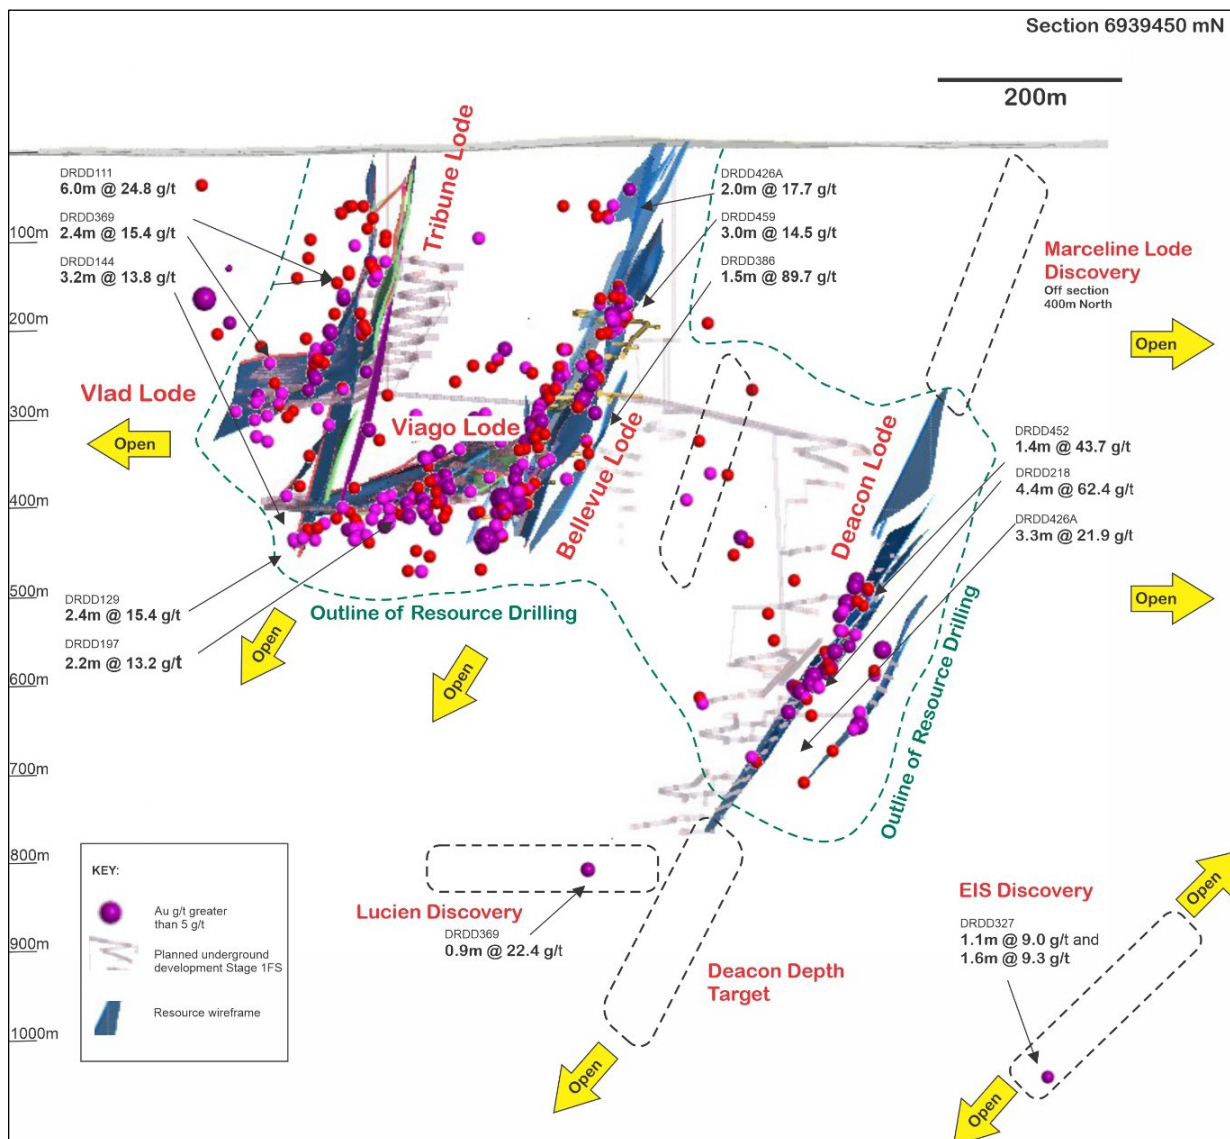 Section 6939450 mN
200m
DRDD111
6.0m @ 24.8 g/t
DRDD369
2.4m @ 15.4 g/t
DRDD144
3.2m @ 13.8 g/t
Tribune Lode
DRDD426A
2.0m @ 17.7 g/t
DRDD459
3.0m @ 14.5 g/t
DRDD386
1.5m @ 89.7 g/t
Marceline Lode
Discovery
Off section
400m North
100m
200m
300m
400m
500m
600m
700m
800m
900m
1000m
Open
Vlad Lode
Open
Viago Lode
Bellevue Lode
Deacon Lode
DRDD452
1.4m @ 43.7 g/t
DRDD218
4.4m @ 62.4 g/t
DRDD426A
3.3m @ 21.9 g/t
Open
DRDD129
2.4m @ 15.4 g/t
DRDD197
2.2m @ 13.2 g/t
Outline of Resource Drilling
Open
Open
Outline of Resource Drilling
KEY:
Au g/t greater
than 5 g/t
Planned underground
development Stage 1FS
Resource wireframe
Lucien Discovery
DRDD369
0.9m @ 22.4 g/t
Deacon Depth
Target
Open
EIS Discovery
DRDD327
1.1m @ 9.0 g/t and
1.6m @ 9.3 g/t
Open
Open